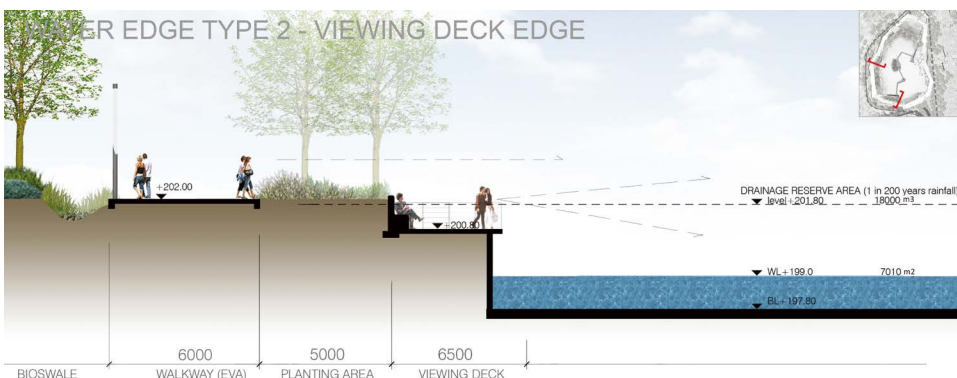 WATER EDGE TYPE 2 - VIEWING DECK EDGE
+202.00
DRAINAGE RESERVE AREA (1 in 200 years rainfall)
level+201.80 18000 m3
+200.80
WL+199.0 7010 m2
BL+197.80
6000 5000 6500
BIOSWALE WALKWAY (EVA) PLANTING AREA VIEWING DECK